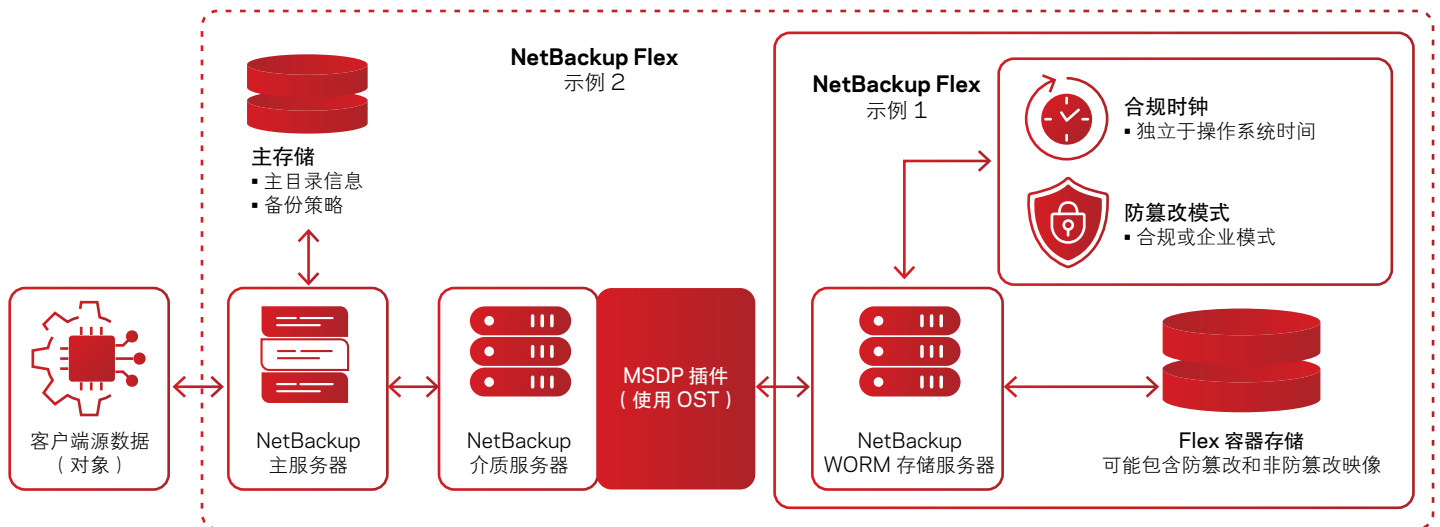 NetBackup Flex
示例 2
NetBackup Flex
示例 1
合规时钟
▪ 独立于操作系统时间
防篡改模式
▪ 合规或企业模式
主存储
▪ 主目录信息
▪ 备份策略
客户端源数据
（对象）
NetBackup
主服务器
NetBackup
介质服务器
MSDP 插件
（使用 OST）
NetBackup
WORM 存储服务器
Flex 容器存储
可能包含防篡改和非防篡改映像